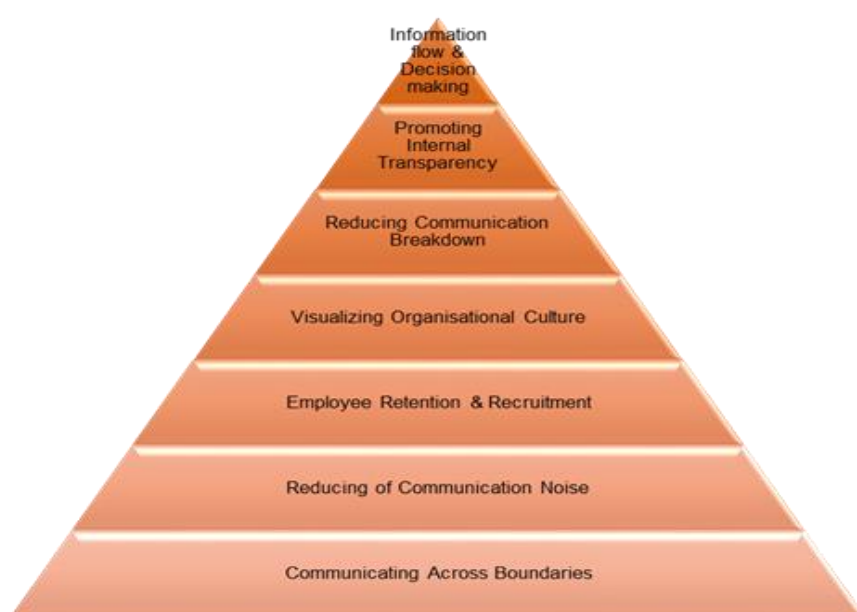 Information
flow &
Decision
making
Promoting
Internal
Transparency
Reducing Communication
Breakdown
Visualizing Organisational Culture
Employee Retention & Recruitment
Reducing of Communication Noise
Communicating Across Boundaries